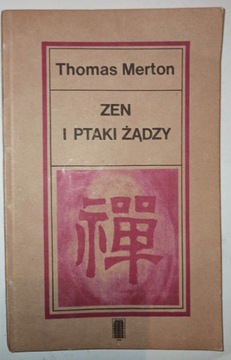 Thomas Merton
ZEN
I PTAKI ŻĄDZY
禪